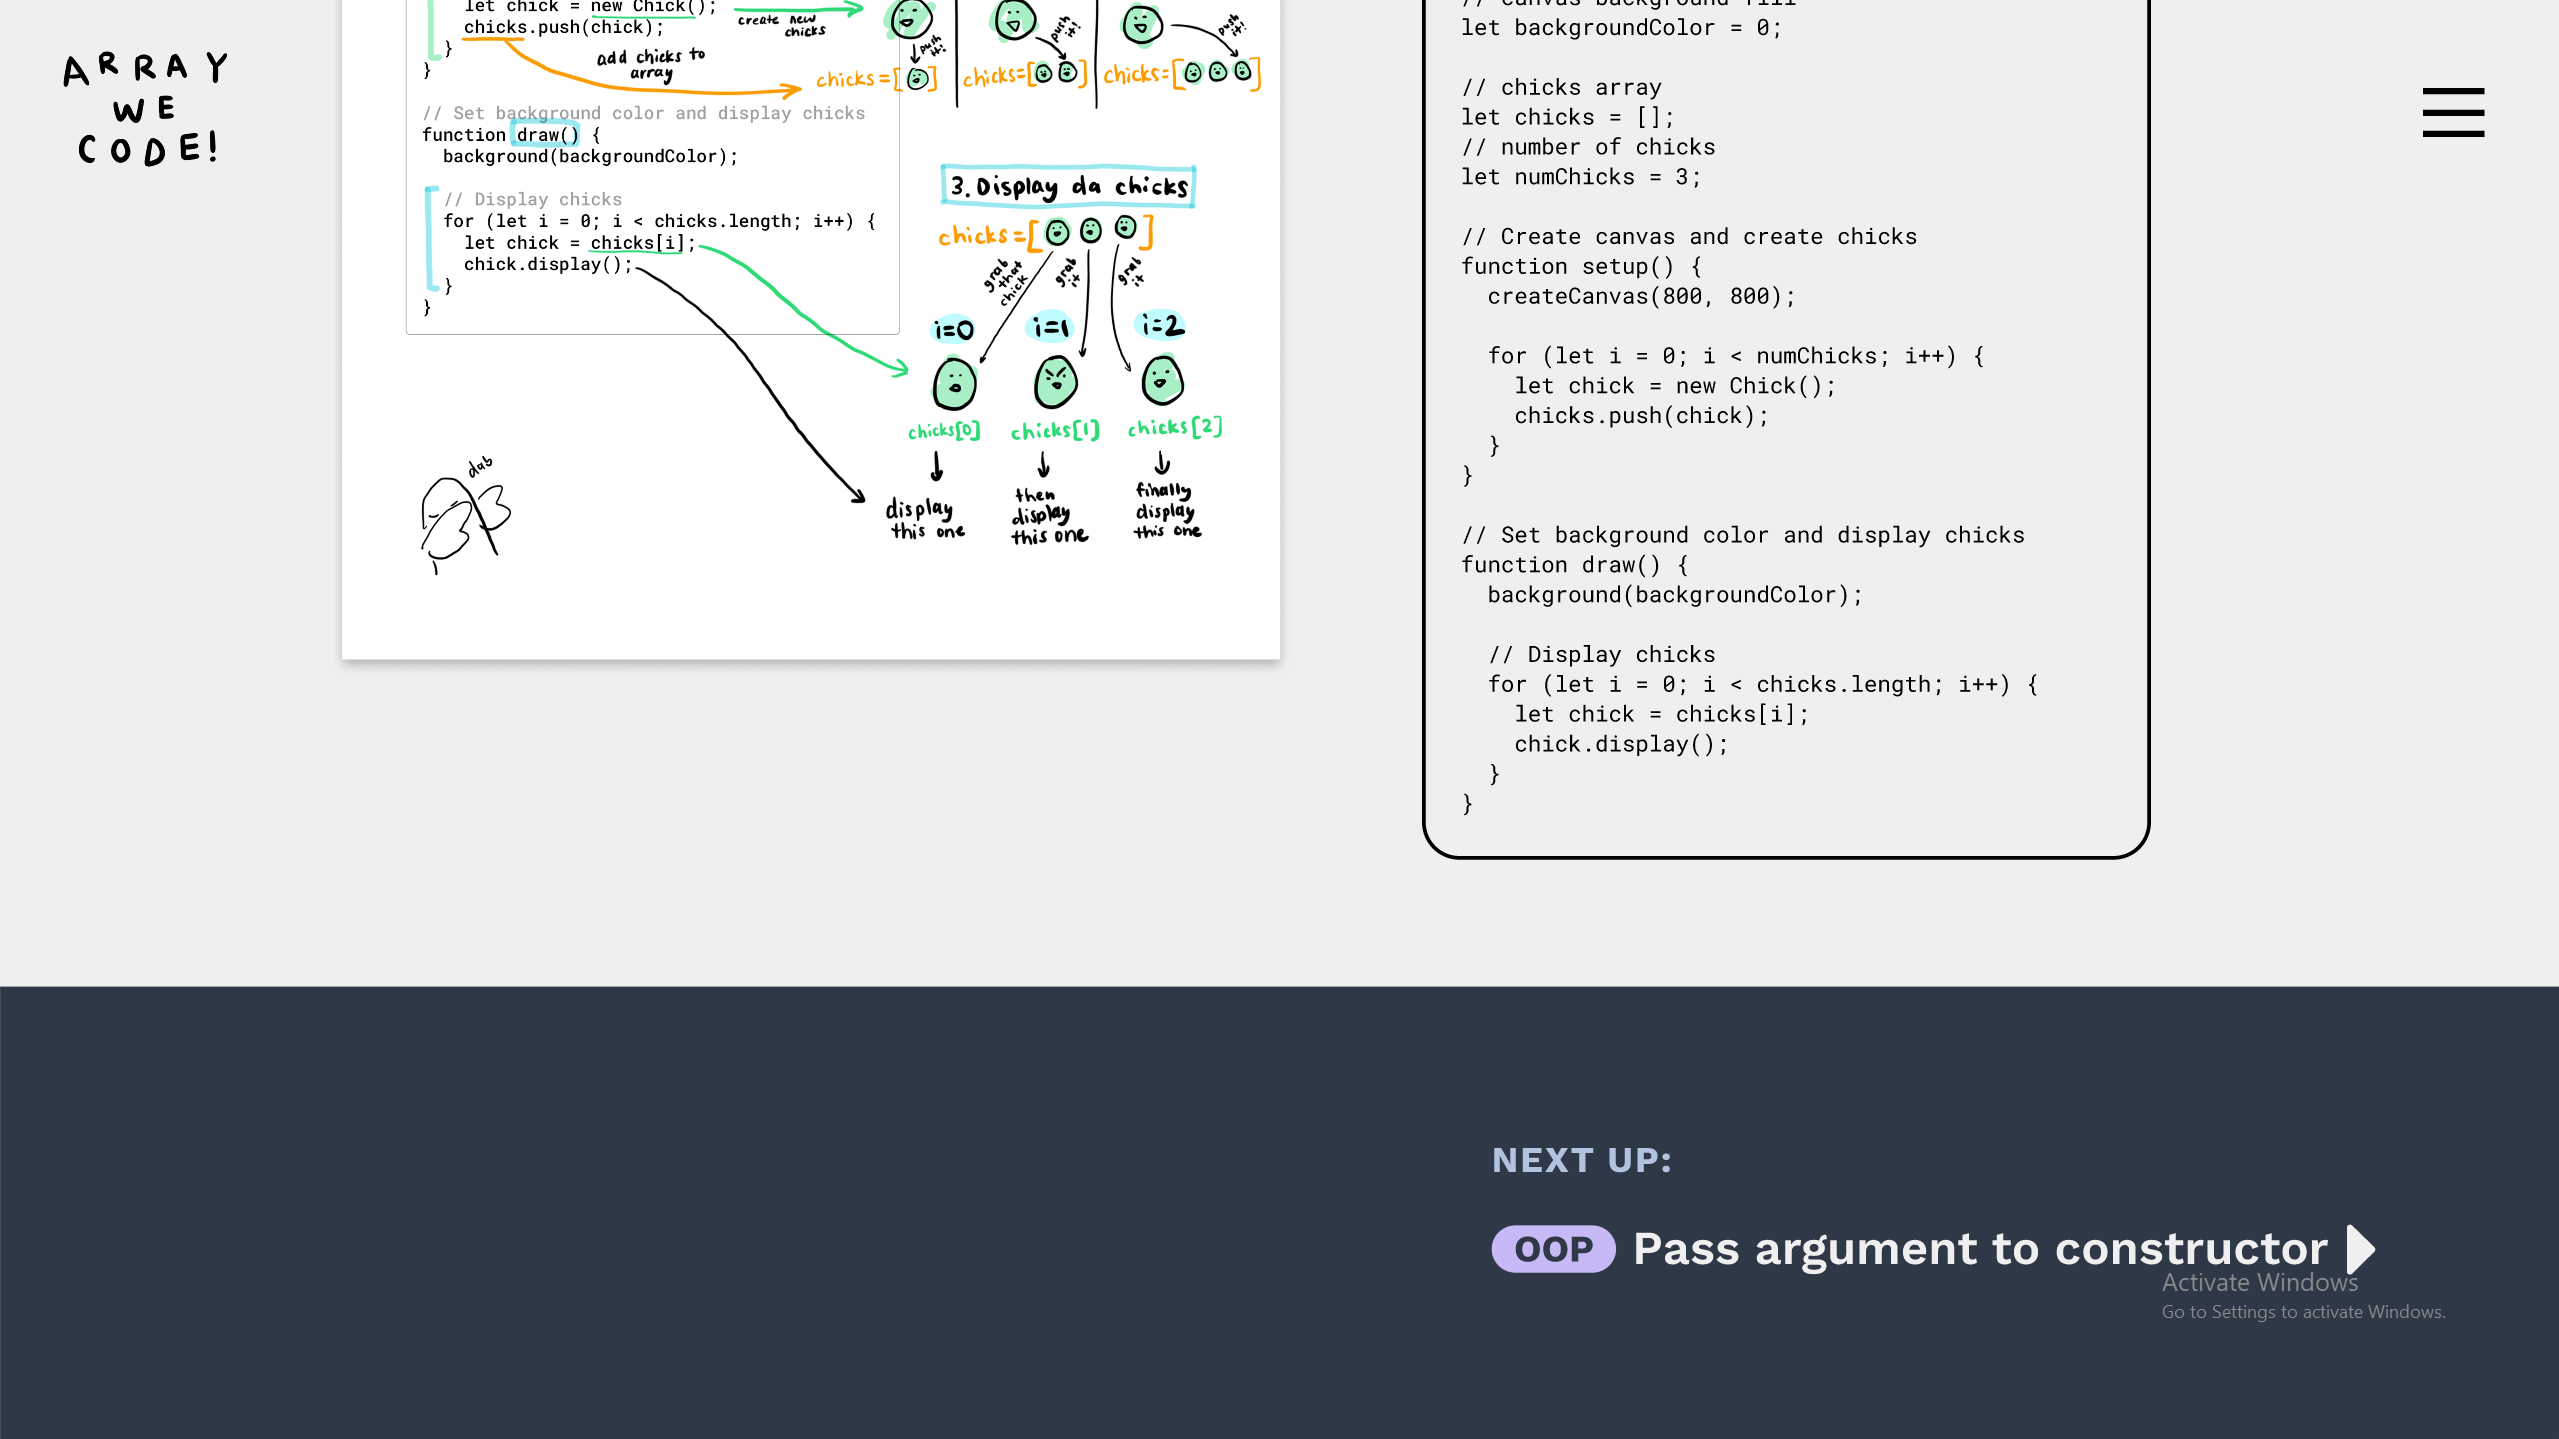 ARRAY
WE
CODE!
let chick = new Chick();
chicks.push(chick);
}
}
create new
chicks
add chicks to
array
push
it!
push
it!
push
it!
chicks=[ ]
chicks=[ ]
chicks=[ ]
// Set background color and display chicks
function draw() {
background(backgroundColor);
// Display chicks
for (let i = 0; i < chicks.length; i++) {
let chick = chicks[i];
chick.display();
}
}
3. Display da chicks
chicks=[ ]
grab
that
chick
grab
it
grab
it
i=0
i=1
i=2
chicks[0]
chicks[1]
chicks[2]
display
this one
then
display
this one
finally
display
this one
dab
// Canvas background fill
let backgroundColor = 0;
// chicks array
let chicks = [];
// number of chicks
let numChicks = 3;
// Create canvas and create chicks
function setup() {
createCanvas(800, 800);
for (let i = 0; i < numChicks; i++) {
let chick = new Chick();
chicks.push(chick);
}
}
// Set background color and display chicks
function draw() {
background(backgroundColor);
// Display chicks
for (let i = 0; i < chicks.length; i++) {
let chick = chicks[i];
chick.display();
}
}
NEXT UP:
OOP Pass argument to constructor
Activate Windows
Go to Settings to activate Windows.